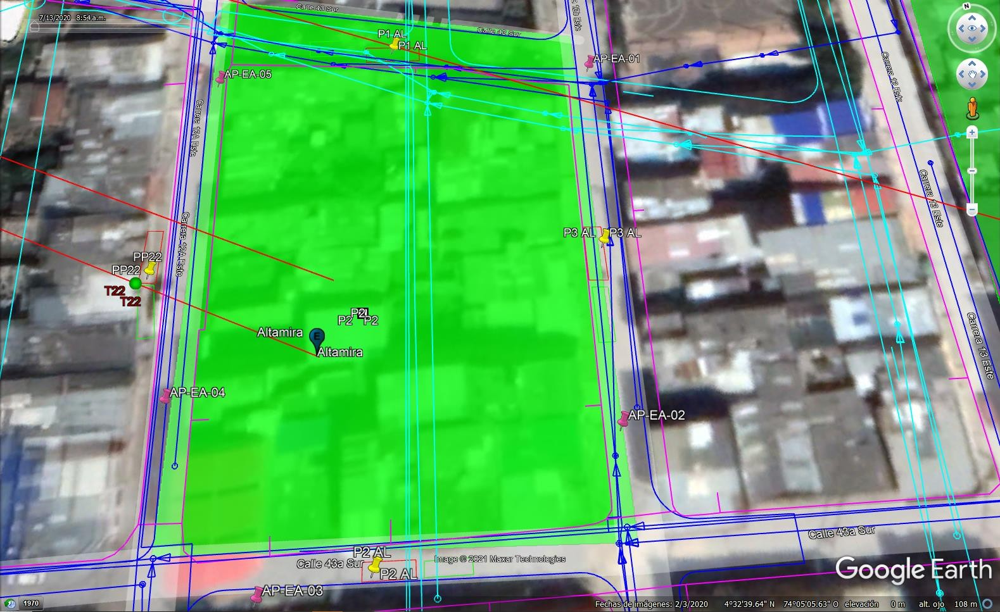 Calle 43 Sur
7/13/2020 8:54 a.m.
Calle 43 Sur
P1 AL
P1 AL
AP-EA-01
AP-EA-05
N
Carrera 12A Este
Carrera 12 Este
Carrera 13 Este
P3 AL
P3 AL
Carrera 12A Este
PP22
PP22
T22
T22
P2
P2
P2
Altamira
E
Altamira
Carrera 13 Este
AP-EA-04
AP-EA-02
Calle 43a Sur
P2 AL
Calle 43a Sur
Image © 2021 Maxar Technologies
P2 AL
Google Earth
AP-EA-03
1970
Fechas de imágenes: 2/3/2020 4°32'39.64" N 74°05'05.63" O elevación 0 m alt. ojo 108 m